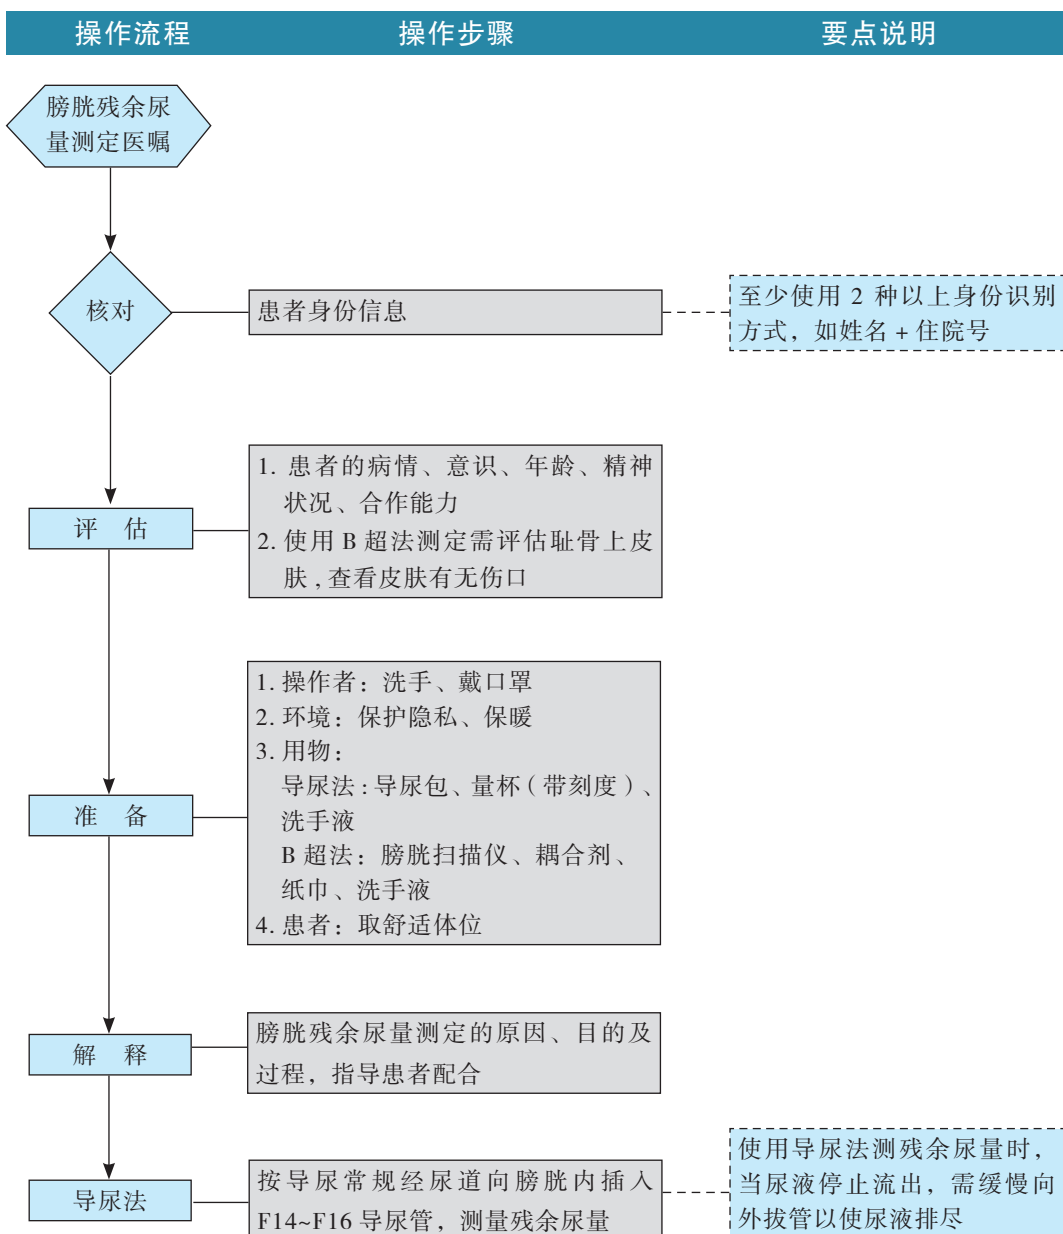 操作流程 操作步骤 要点说明
膀胱残余尿
量测定医嘱
核对
患者身份信息
至少使用 2 种以上身份识别
方式，如姓名 + 住院号
评 估
1. 患者的病情、意识、年龄、精神
状况、合作能力
2. 使用 B 超法测定需评估耻骨上皮
肤 , 查看皮肤有无伤口
准 备
1. 操作者：洗手、戴口罩
2. 环境：保护隐私、保暖
3. 用物：
导尿法 : 导尿包、量杯（带刻度）、
洗手液
B 超法：膀胱扫描仪、耦合剂、
纸巾、洗手液
4. 患者：取舒适体位
解 释
膀胱残余尿量测定的原因、目的及
过程，指导患者配合
导尿法
按导尿常规经尿道向膀胱内插入
F14~F16 导尿管，测量残余尿量
使用导尿法测残余尿量时，
当尿液停止流出，需缓慢向
外拔管以使尿液排尽